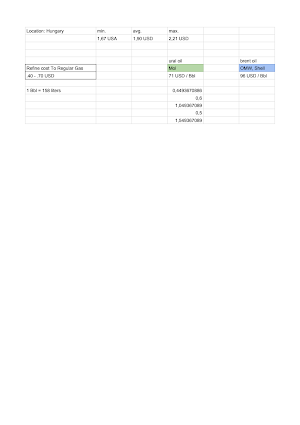 Location: Hungary min. avg. max.
1,67 USA 1,90 USD 2,21 USD
ural oil brent oil
Refine cost To Regular Gas Mol OMW, Shell
.40 - .70 USD 71 USD / Bbl 96 USD / Bbl
1 Bbl = 158 liters 0,4493670886
0,6
1,049367089
0,5
1,549367089